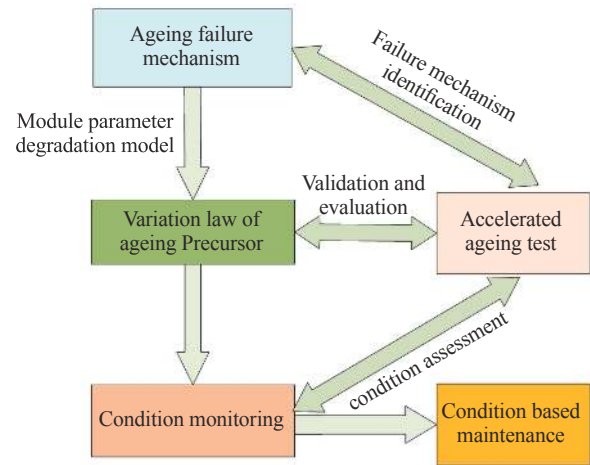 Ageing failure
mechanism
Failure mechanism
identification
Module parameter
degradation model
Validation and
evaluation
Variation law of
ageing Precursor
Accelerated
ageing test
condition assessment
Condition monitoring
Condition based
maintenance